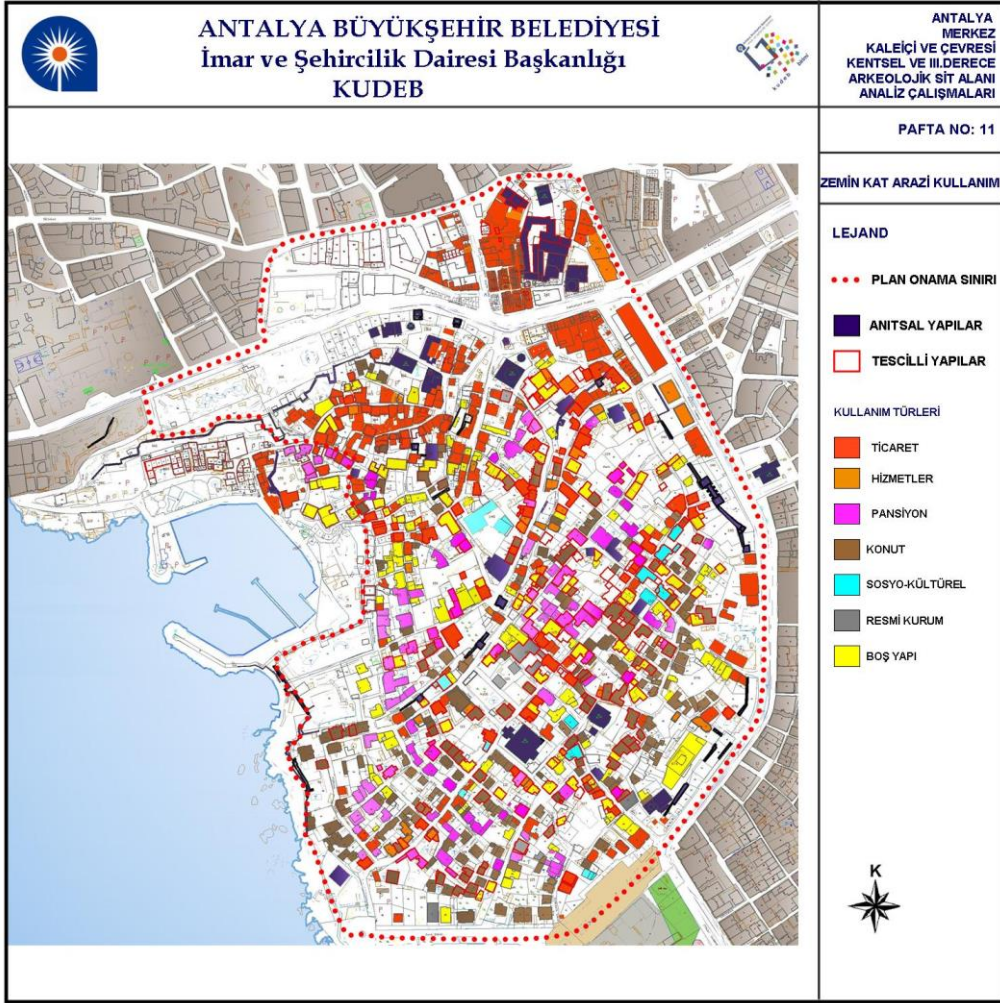 ANTALYA BÜYÜKŞEHİR BELEDİYESİ
İmar ve Şehircilik Dairesi Başkanlığı
KUDEB
kudeb
ANTALYA
MERKEZ
KALEİÇİ VE ÇEVRESİ
KENTSEL VE III.DERECE
ARKEOLOJİK SİT ALANI
ANALİZ ÇALIŞMALARI
PAFTA NO: 11
ZEMİN KAT ARAZİ KULLANIM
LEJAND
PLAN ONAMA SINIRI
ANITSAL YAPILAR
TESCİLLİ YAPILAR
KULLANIM TÜRLERİ
TİCARET
HİZMETLER
PANSİYON
KONUT
SOSYO-KÜLTÜREL
RESMİ KURUM
BOŞ YAPI
K